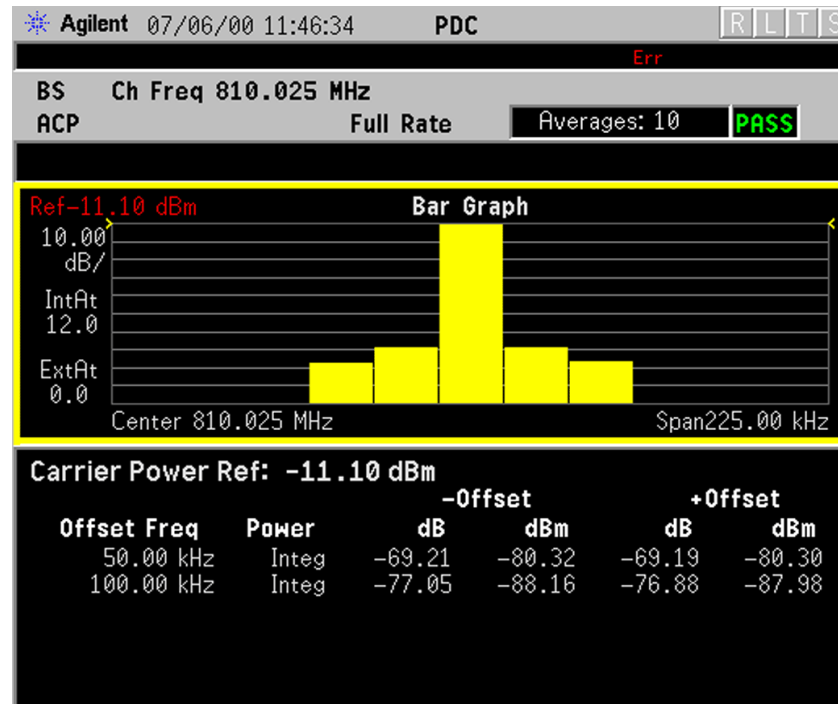 Agilent 07/06/00 11:46:34 PDC R L T S
Err
BS Ch Freq 810.025 MHz
ACP Full Rate Averages: 10 PASS
Ref-11.10 dBm Bar Graph
10.00
dB/
IntAt
12.0
ExtAt
0.0
Center 810.025 MHz Span225.00 kHz
Carrier Power Ref: -11.10 dBm
-Offset +Offset
Offset Freq Power dB dBm dB dBm
50.00 kHz Integ -69.21 -80.32 -69.19 -80.30
100.00 kHz Integ -77.05 -88.16 -76.88 -87.98